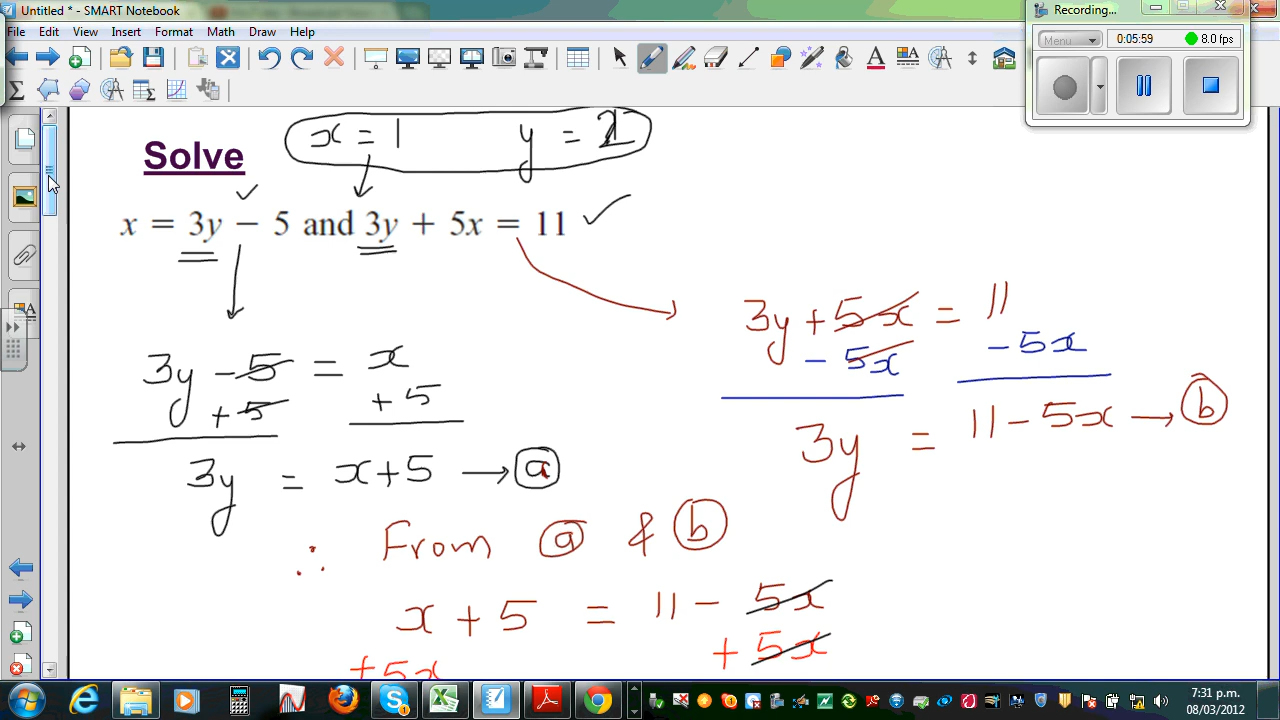 Untitled * - SMART Notebook
File Edit View Insert Format Math Draw Help
Recording...
Menu
0:05:59
8.0 fps
x = 1 y = 2
Solve
x = 3y − 5 and 3y + 5x = 11
3y + 5x = 11
− 5x − 5x
3y = 11 − 5x → b
3y − 5 = x
+ 5 + 5
3y = x + 5 → a
∴ From a & b
x + 5 = 11 − 5x
+ 5x + 5x
7:31 p.m.
08/03/2012